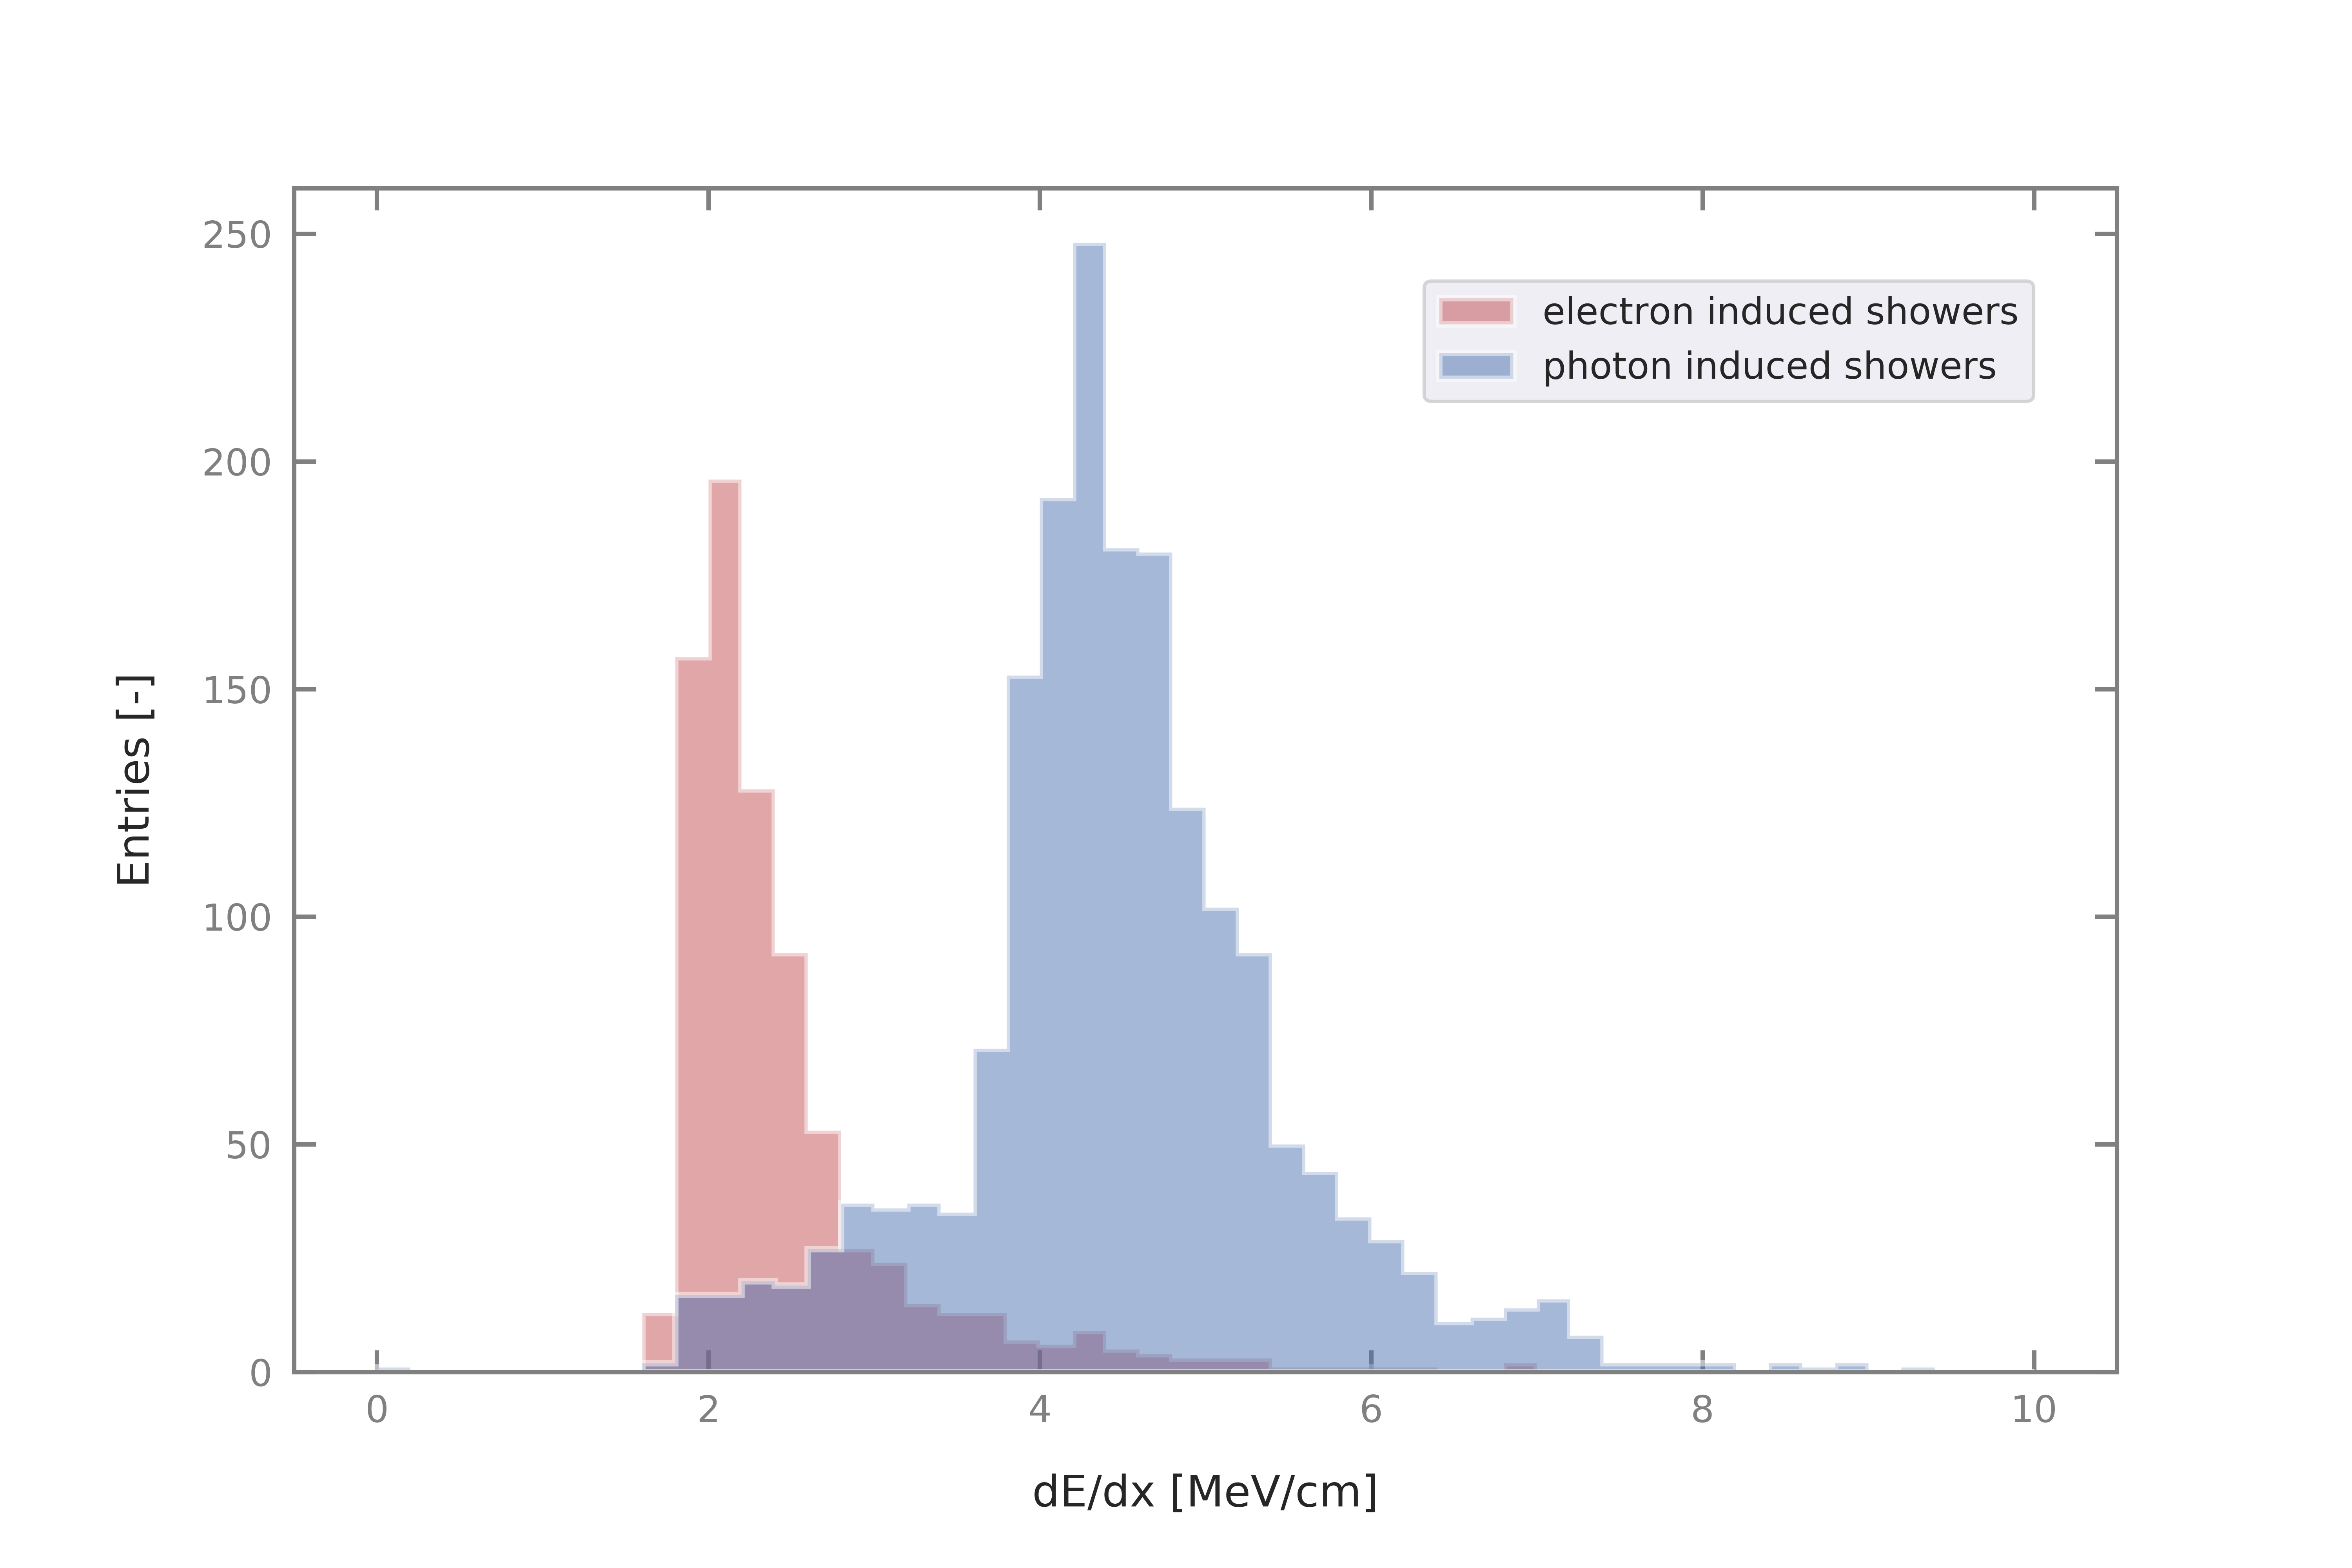 250
200
150
100
50
0
Entries [-]
electron induced showers
photon induced showers
0 2 4 6 8 10
dE/dx [MeV/cm]